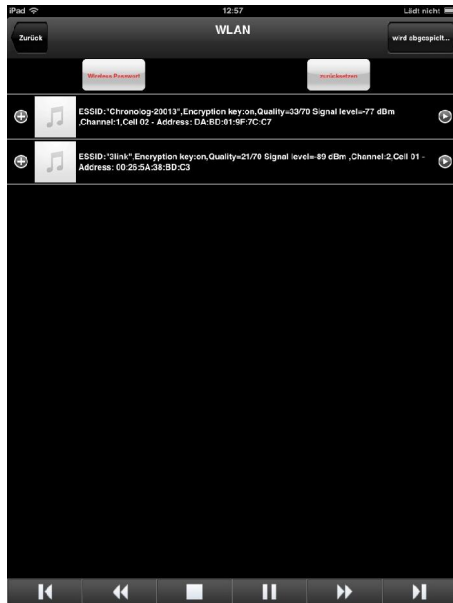 iPad 12:57 Lädt nicht
Zurück WLAN wird abgespielt...
Wireless Passwort zurücksetzen
ESSID:"Chronolog-20013",Encryption key:on,Quality=33/70 Signal level=-77 dBm
,Channel:1,Cell 02 - Address: DA:BD:01:9F:7C:C7
ESSID:"3link",Encryption key:on,Quality=21/70 Signal level=-89 dBm ,Channel:2,Cell 01 -
Address: 00:26:5A:38:BD:C3